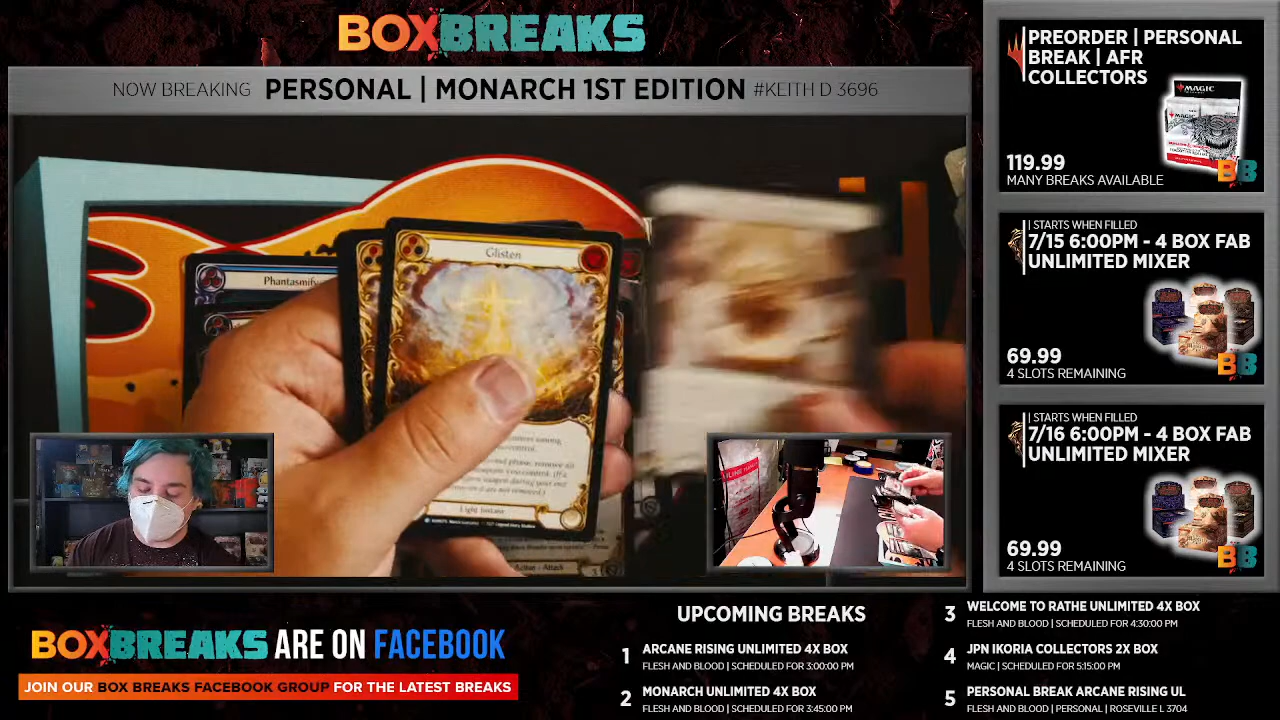 BOXBREAKS
NOW BREAKING PERSONAL | MONARCH 1ST EDITION #KEITH D 3696
Glisten
Light Instant
PREORDER | PERSONAL
BREAK | AFR
COLLECTORS
MAGIC
119.99
MANY BREAKS AVAILABLE
BB
| STARTS WHEN FILLED
7/15 6:00PM - 4 BOX FAB
UNLIMITED MIXER
69.99
4 SLOTS REMAINING
BB
| STARTS WHEN FILLED
7/16 6:00PM - 4 BOX FAB
UNLIMITED MIXER
69.99
4 SLOTS REMAINING
BB
BOXBREAKS ARE ON FACEBOOK
JOIN OUR BOX BREAKS FACEBOOK GROUP FOR THE LATEST BREAKS
UPCOMING BREAKS
1 ARCANE RISING UNLIMITED 4X BOX
FLESH AND BLOOD | SCHEDULED FOR 3:00:00 PM
2 MONARCH UNLIMITED 4X BOX
FLESH AND BLOOD | SCHEDULED FOR 3:45:00 PM
3 WELCOME TO RATHE UNLIMITED 4X BOX
FLESH AND BLOOD | SCHEDULED FOR 4:30:00 PM
4 JPN IKORIA COLLECTORS 2X BOX
MAGIC | SCHEDULED FOR 5:15:00 PM
5 PERSONAL BREAK ARCANE RISING UL
FLESH AND BLOOD | PERSONAL | ROSEVILLE L 3704